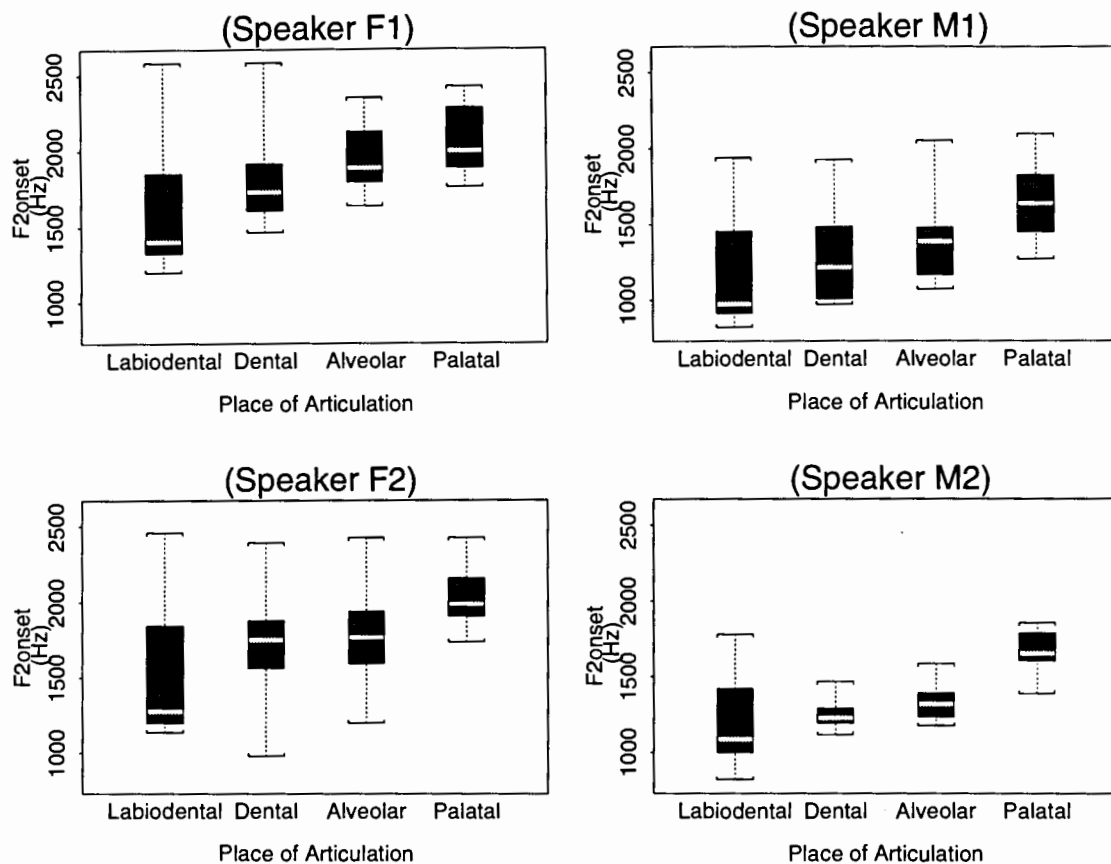 (Speaker F1)
F2onset
(Hz)
1000 1500 2000 2500
Labiodental Dental Alveolar Palatal
Place of Articulation
(Speaker M1)
F2onset
(Hz)
1000 1500 2000 2500
Labiodental Dental Alveolar Palatal
Place of Articulation
(Speaker F2)
F2onset
(Hz)
1000 1500 2000 2500
Labiodental Dental Alveolar Palatal
Place of Articulation
(Speaker M2)
F2onset
(Hz)
1000 1500 2000 2500
Labiodental Dental Alveolar Palatal
Place of Articulation